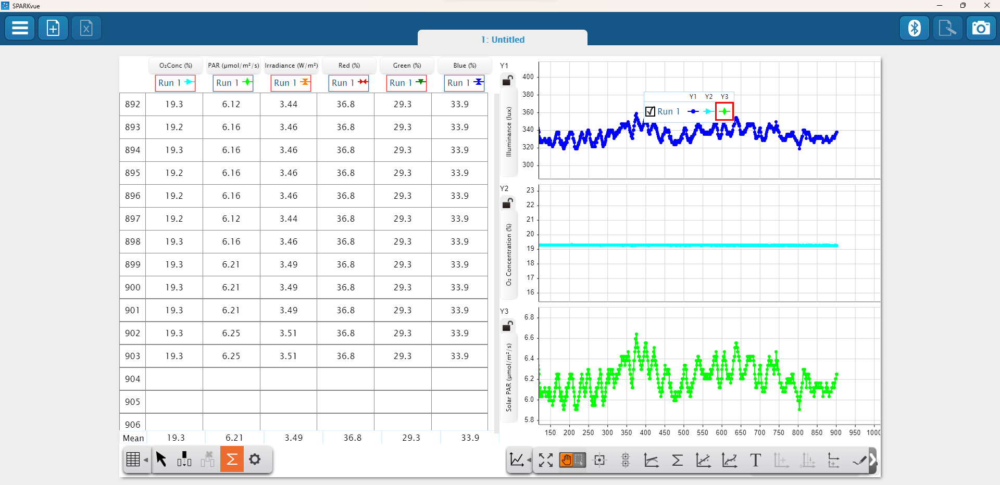 SPARKvue
1: Untitled
O₂Conc (%) PAR (µmol/m²/s) Irradiance (W/m²) Red (%) Green (%) Blue (%)
Run 1 Run 1 Run 1 Run 1 Run 1 Run 1
892 19.3 6.12 3.44 36.8 29.3 33.9
893 19.2 6.16 3.46 36.8 29.3 33.9
894 19.3 6.16 3.46 36.8 29.3 33.9
895 19.2 6.16 3.46 36.8 29.3 33.9
896 19.2 6.16 3.46 36.8 29.3 33.9
897 19.2 6.12 3.44 36.8 29.3 33.9
898 19.3 6.16 3.46 36.8 29.3 33.9
899 19.3 6.21 3.49 36.8 29.3 33.9
900 19.3 6.21 3.49 36.8 29.3 33.9
901 19.3 6.21 3.49 36.8 29.3 33.9
902 19.3 6.25 3.51 36.8 29.3 33.9
903 19.3 6.25 3.51 36.8 29.3 33.9
904
905
906
Mean 19.3 6.21 3.49 36.8 29.3 33.9
Y1
Illuminance (lux)
400
380
360
340
320
300
Y1 Y2 Y3
Run 1
Y2
O₂ Concentration (%)
23
22
21
20
19
18
17
16
Y3
Solar PAR (µmol/m²/s)
6.8
6.6
6.4
6.2
6.0
5.8
150 200 250 300 350 400 450 500 550 600 650 700 750 800 850 900 950 1000